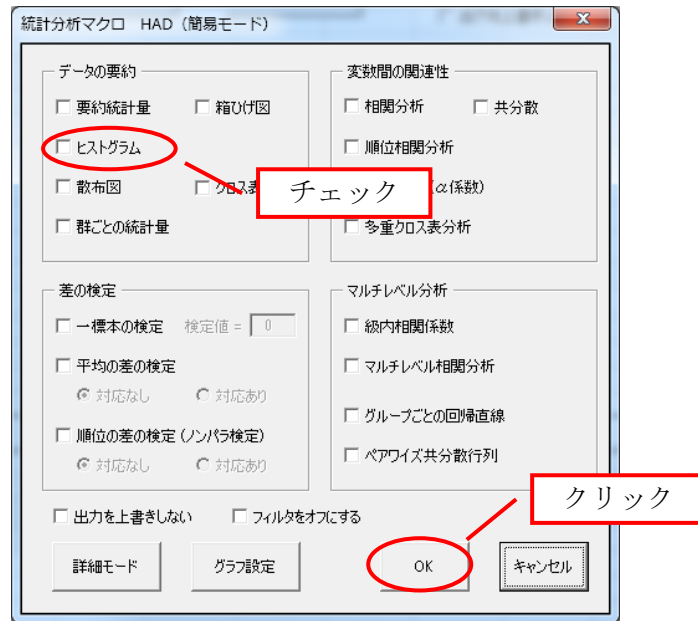 統計分析マクロ HAD (簡易モード)
データの要約
要約統計量 箱ひげ図
ヒストグラム
散布図 クロス表
群ごとの統計量
変数間の関連性
相関分析 共分散
順位相関分析
(α係数)
多重クロス表分析
チェック
差の検定
一標本の検定 検定値 = 0
平均の差の検定
対応なし 対応あり
順位の差の検定 (ノンパラ検定)
対応なし 対応あり
マルチレベル分析
級内相関係数
マルチレベル相関分析
グループごとの回帰直線
ペアワイズ共分散行列
クリック
出力を上書きしない フィルタをオフにする
詳細モード グラフ設定 OK キャンセル